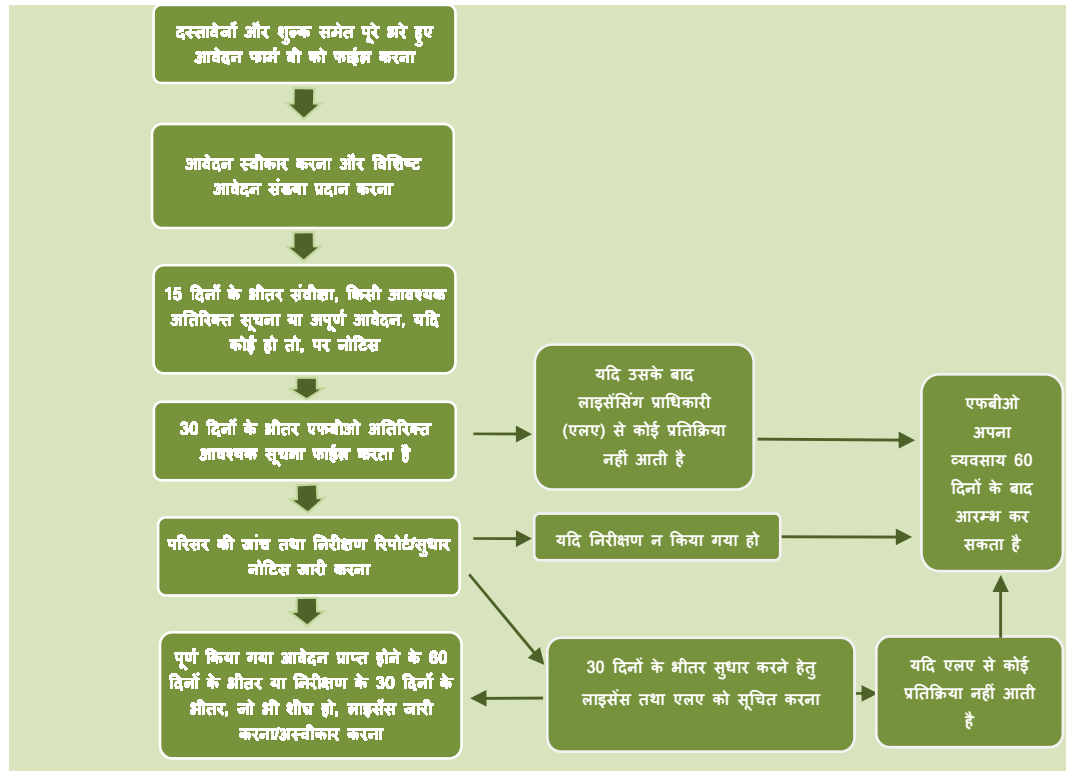 दस्तावेजों और शुल्क समेत पूरे भरे हुए
आवेदन फार्म बी को फाईल करना
आवेदन स्वीकार करना और विशिष्ट
आवेदन संख्या प्रदान करना
15 दिनों के भीतर संवीक्षा, किसी आवश्यक
अतिरिक्त सूचना या अपूर्ण आवेदन, यदि
कोई हो तो, पर नोटिस
30 दिनों के भीतर एफबीओ अतिरिक्त
आवश्यक सूचना फाईल करता है
यदि उसके बाद
लाइसेंसिंग प्राधिकारी
(एलए) से कोई प्रतिक्रिया
नहीं आती है
एफबीओ
अपना
व्यवसाय 60
दिनों के बाद
आरम्भ कर
सकता है
परिसर की जांच तथा निरीक्षण रिपोर्ट/सुधार
नोटिस जारी करना
यदि निरीक्षण न किया गया हो
पूर्ण किया गया आवेदन प्राप्त होने के 60
दिनों के भीतर या निरीक्षण के 30 दिनों के
भीतर, जो भी शीघ्र हो, लाइसेंस जारी
करना/अस्वीकार करना
30 दिनों के भीतर सुधार करने हेतु
लाइसेंस तथा एलए को सूचित करना
यदि एलए से कोई
प्रतिक्रिया नहीं आती
है